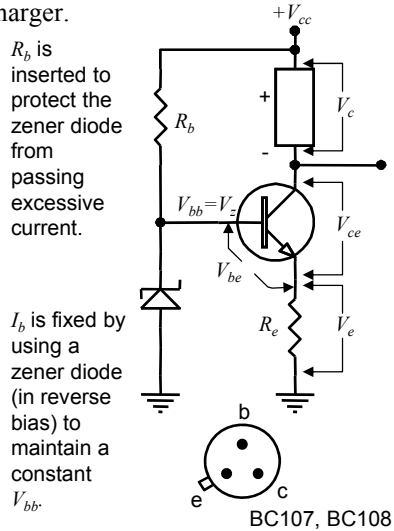 harger.
+Vcc
Rb is
inserted to
protect the
zener diode
from
passing
excessive
current.
Rb
+
-
Vc
Vbb=Vz
Vce
Vbe
Re
Ve
Ib is fixed by
using a
zener diode
(in reverse
bias) to
maintain a
constant
Vbb.
b
e
c
BC107, BC108